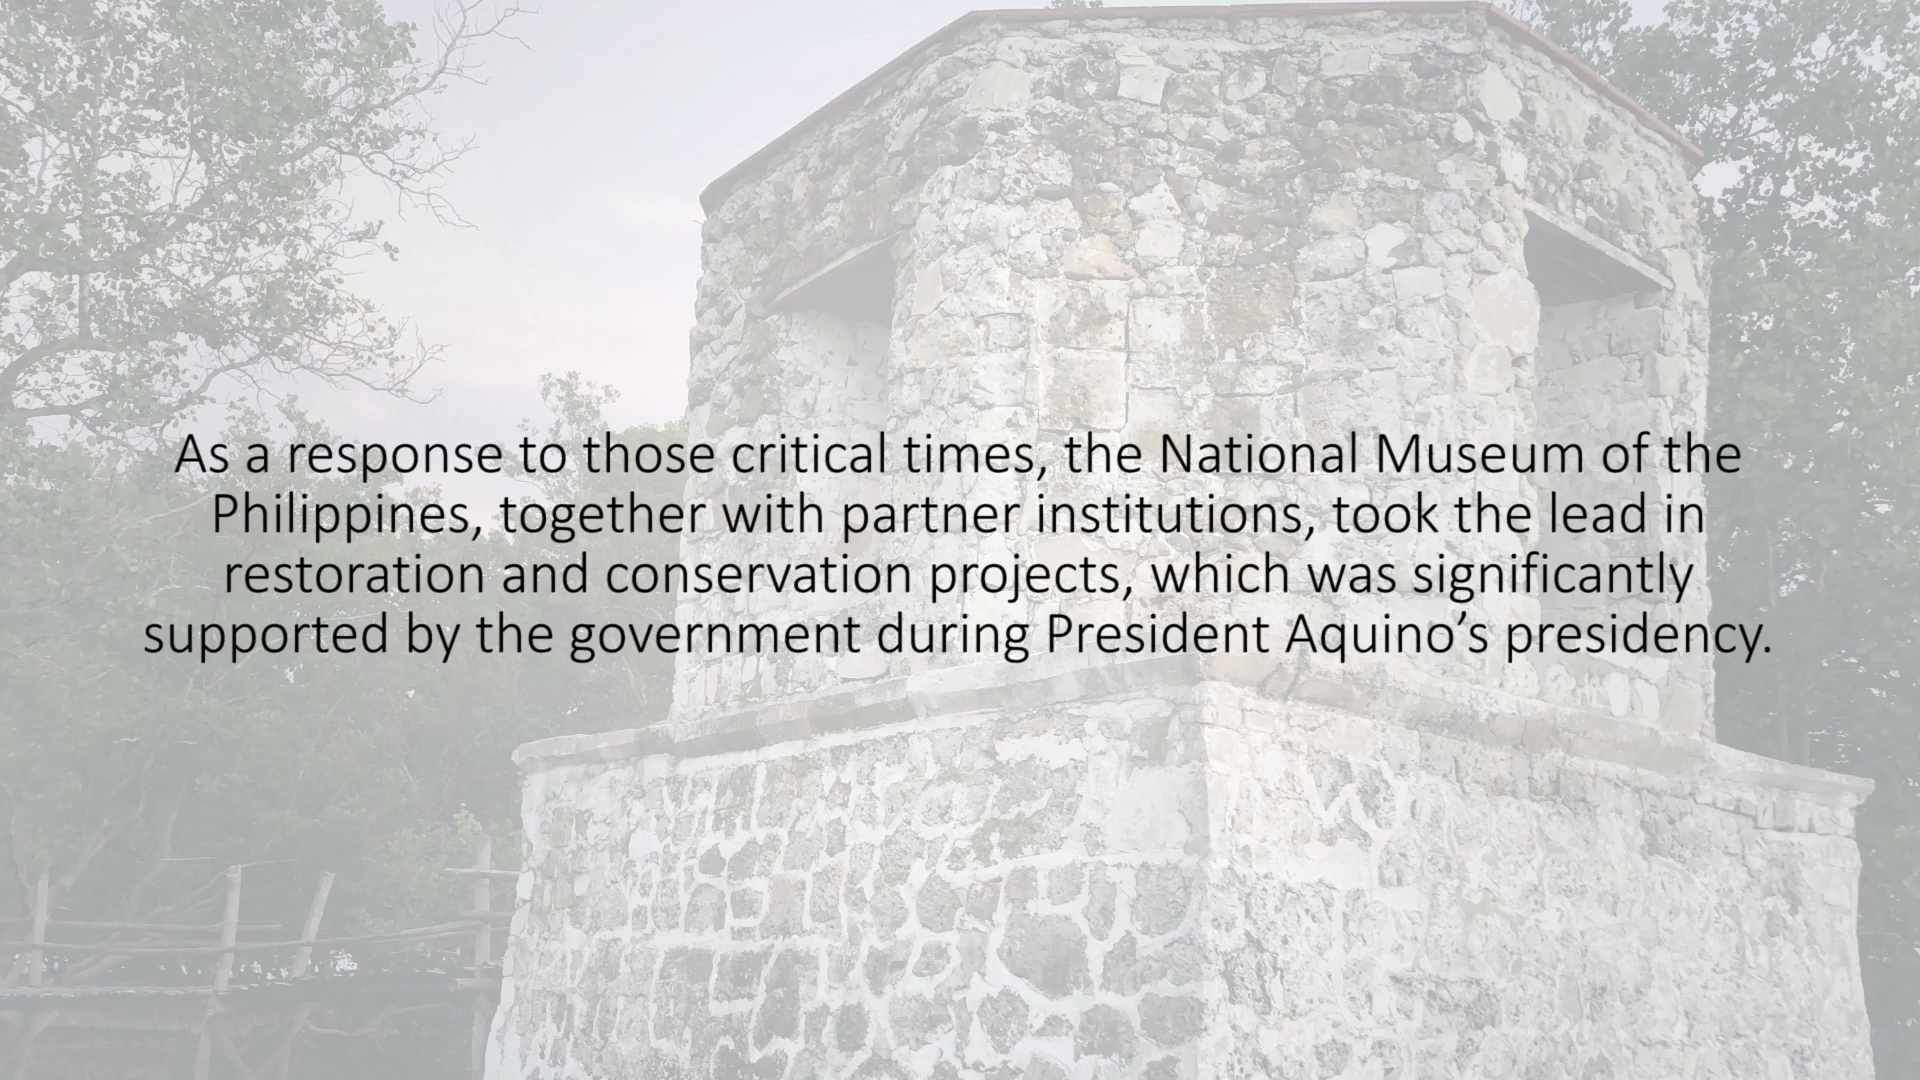 As a response to those critical times, the National Museum of the
Philippines, together with partner institutions, took the lead in
restoration and conservation projects, which was significantly
supported by the government during President Aquino’s presidency.